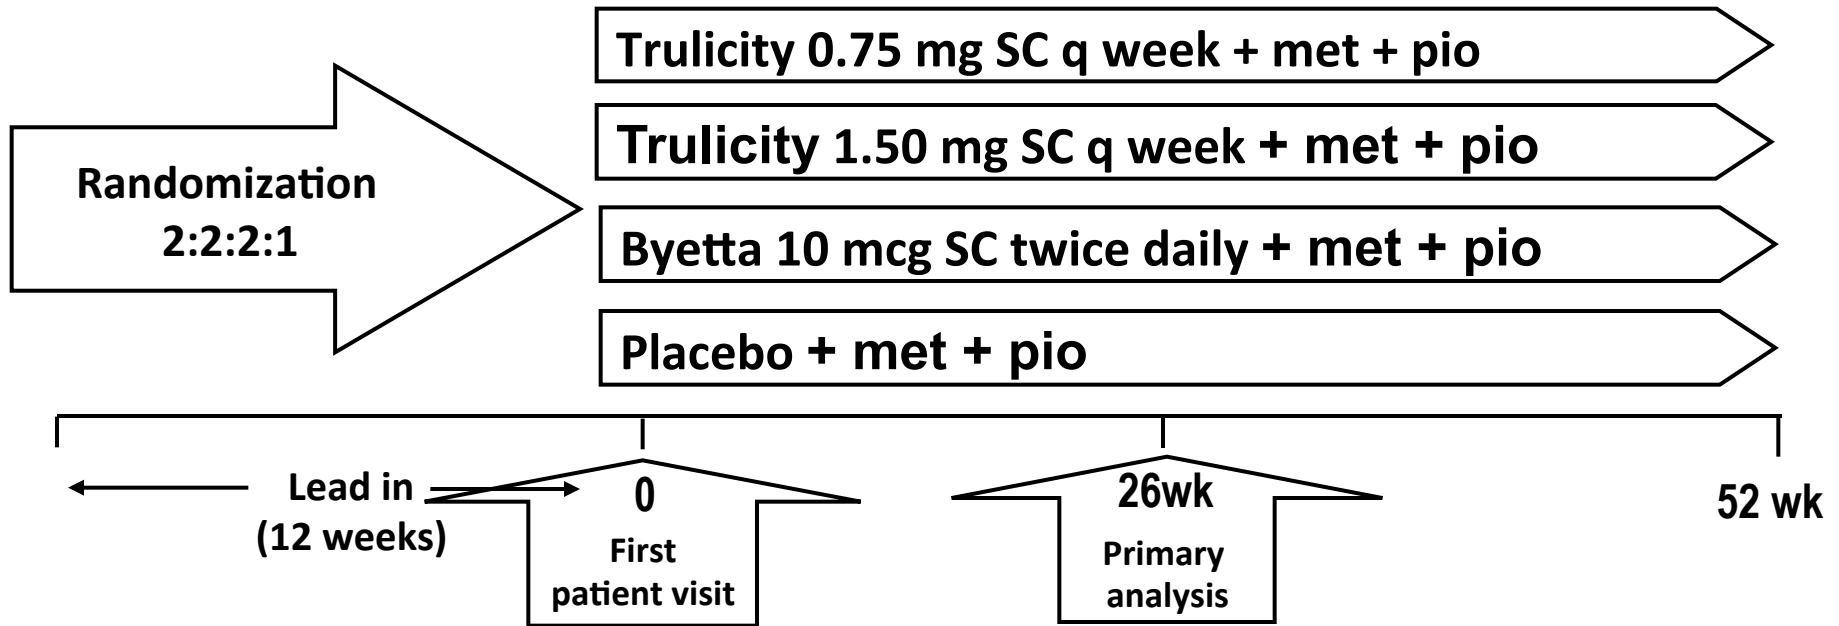 Trulicity 0.75 mg SC q week + met + pio
Trulicity 1.50 mg SC q week + met + pio
Randomization
2:2:2:1
Byetta 10 mcg SC twice daily + met + pio
Placebo + met + pio
Lead in
(12 weeks)
0
First
patient visit
26wk
Primary
analysis
52 wk